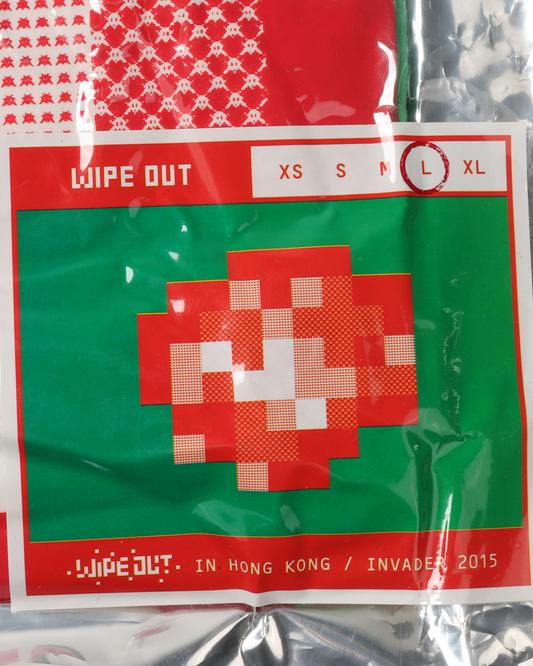 WIPE OUT XS S M L XL
WIPE OUT IN HONG KONG / INVADER 2015